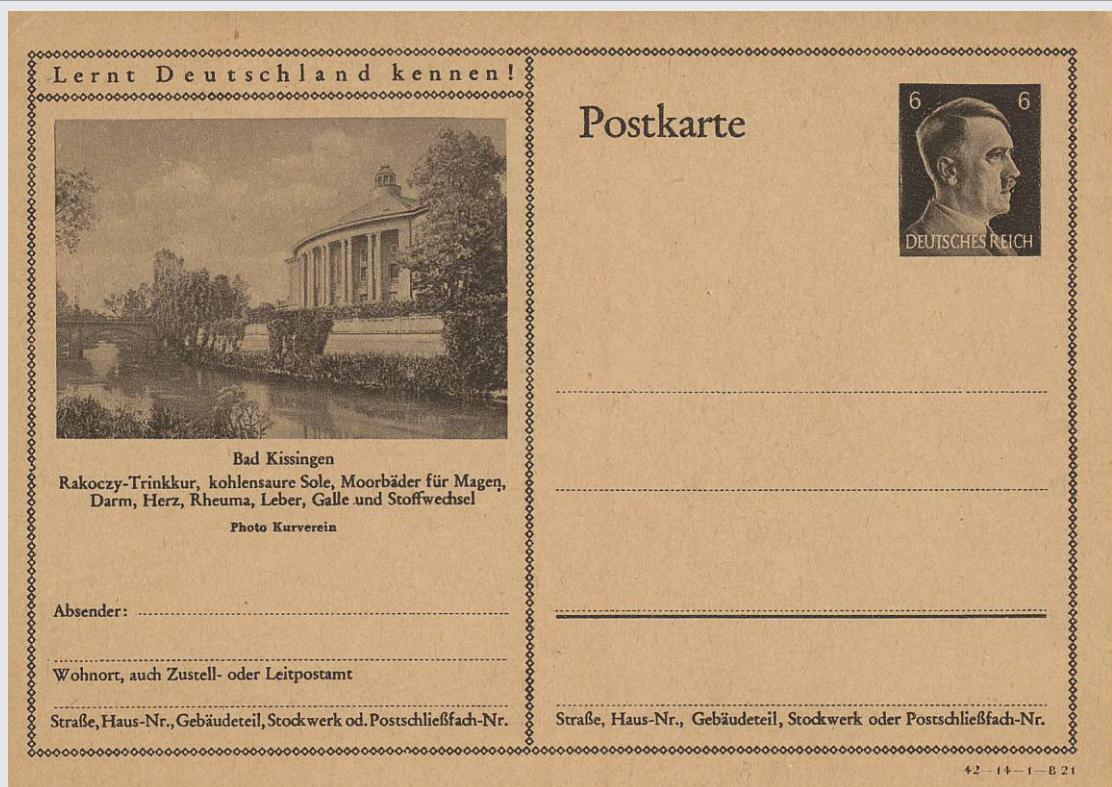 Lernt Deutschland kennen!
Bad Kissingen
Rakoczy-Trinkkur, kohlensaure Sole, Moorbäder für Magen,
Darm, Herz, Rheuma, Leber, Galle und Stoffwechsel
Photo Kurverein
Absender:
Wohnort, auch Zustell- oder Leitpostamt
Straße, Haus-Nr., Gebäudeteil, Stockwerk od. Postschließfach-Nr.
Postkarte
6 6
DEUTSCHES REICH
Straße, Haus-Nr., Gebäudeteil, Stockwerk oder Postschließfach-Nr.
42—14—1—B 21